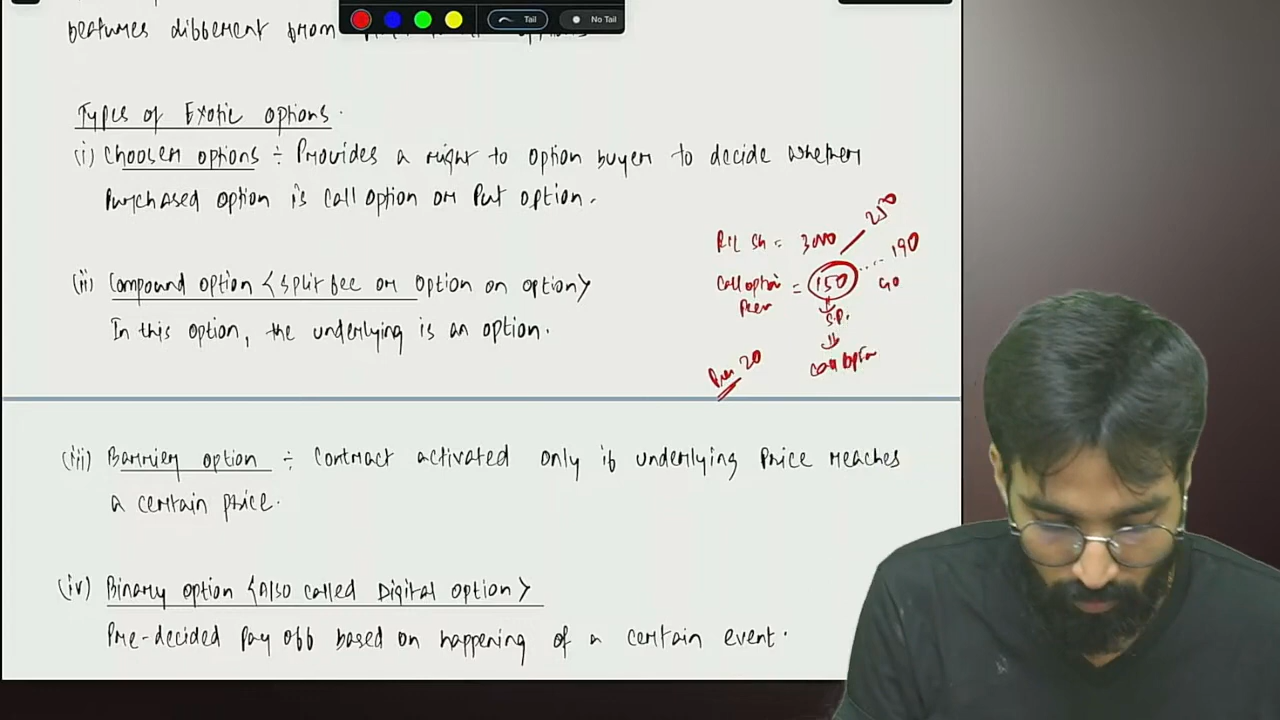 features different from
options
Tail
No Tail
Types of Exotic options.
(i) Chooser options ÷ Provides a right to option buyer to decide whether
Purchased option is call option or Put option.
(ii) Compound option <split fee or option on option>
In this option, the underlying is an option.
RIL Sh = 3000
250
190
Call option = 150
40
Prem
S.P.
Call Option
Prem 20
(iii) Barrier option ÷ Contract activated only if underlying Price reaches
a certain price.
(iv) Binary option <Also called Digital option>
Pre-decided Pay off based on happening of a certain event.